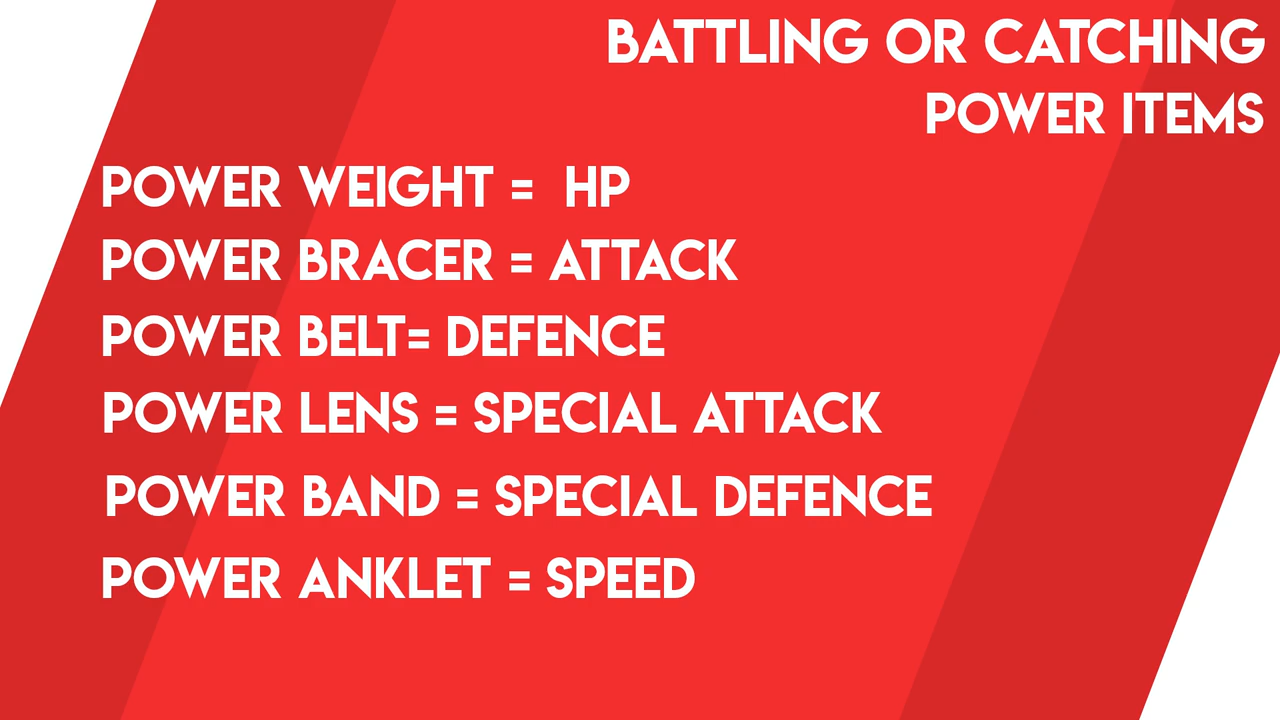 BATTLING OR CATCHING
POWER ITEMS
POWER WEIGHT = HP
POWER BRACER = ATTACK
POWER BELT= DEFENCE
POWER LENS = SPECIAL ATTACK
POWER BAND = SPECIAL DEFENCE
POWER ANKLET = SPEED